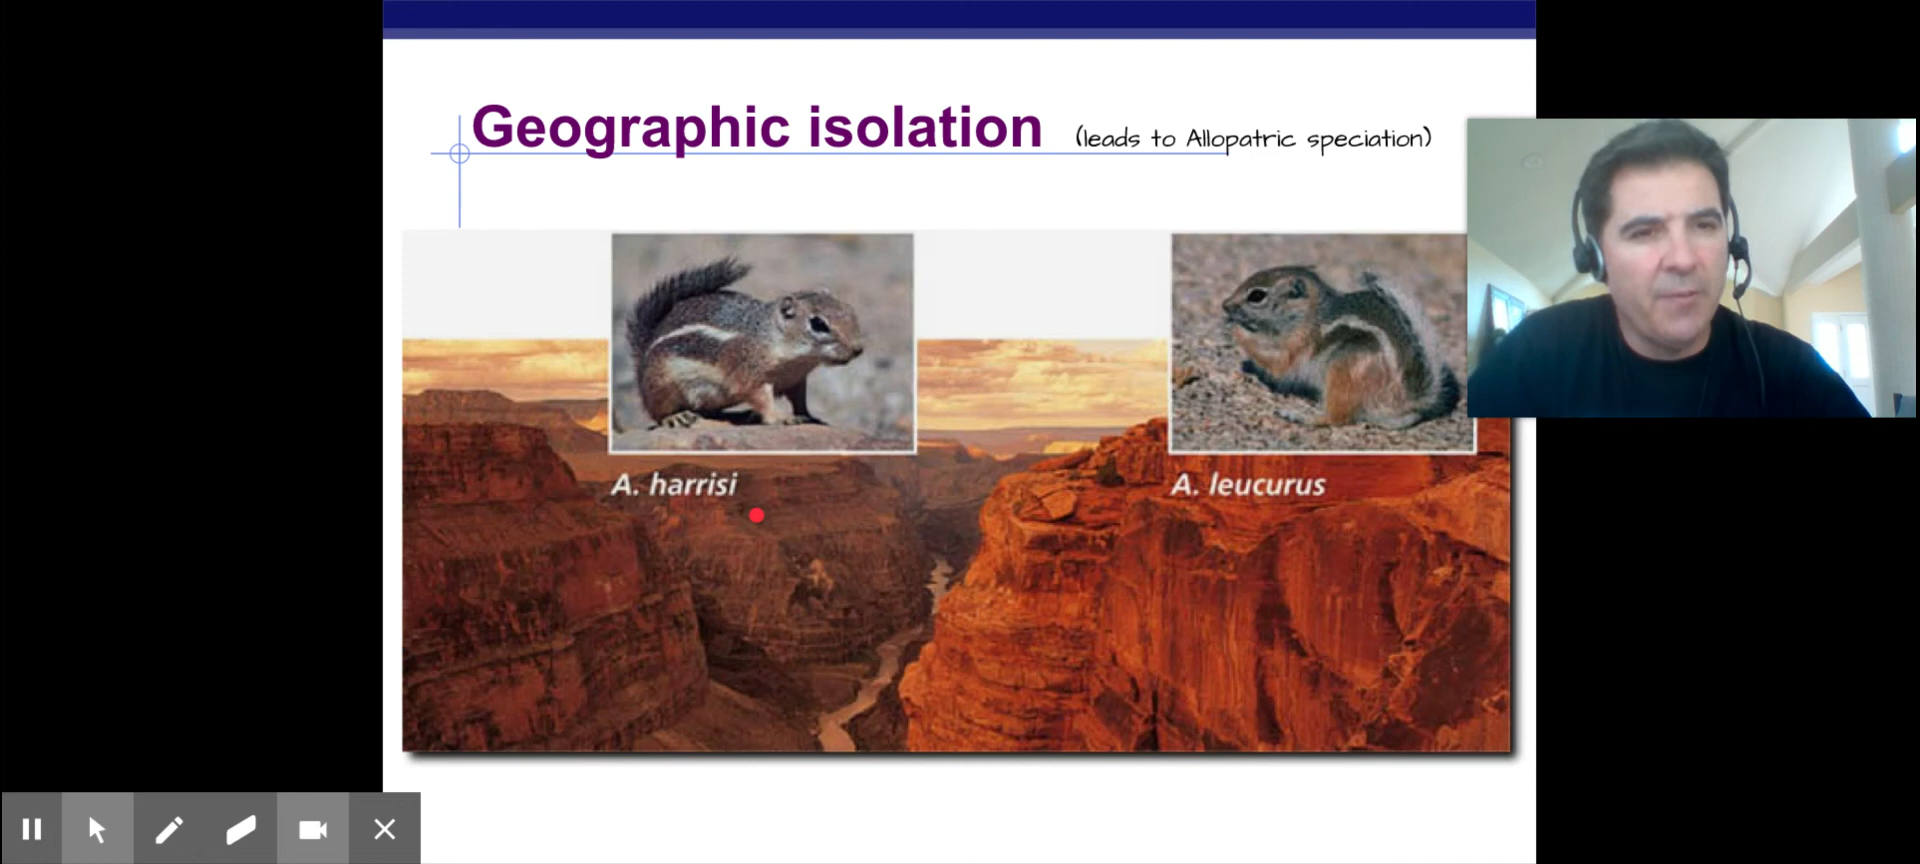 Geographic isolation (leads to Allopatric speciation)
A. harrisi
A. leucurus